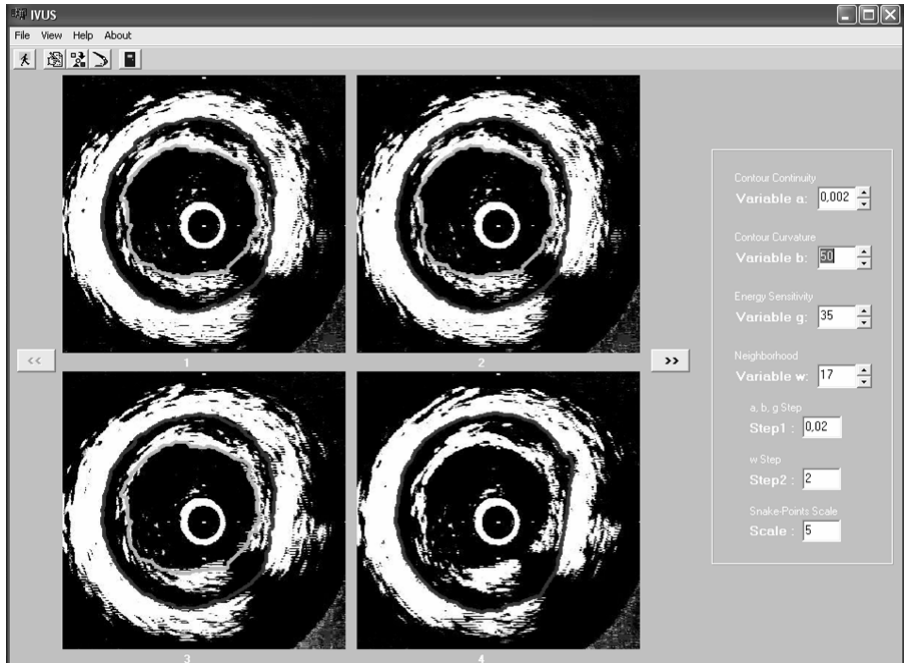 IVUS
File View Help About
1
2
<< >>
3
4
Contour Continuity
Variable a: 0,002
Contour Curvature
Variable b: 50
Energy Sensitivity
Variable g: 35
Neighborhood
Variable w: 17
a, b, g Step
Step1 : 0,02
w Step
Step2 : 2
Snake-Points Scale
Scale : 5